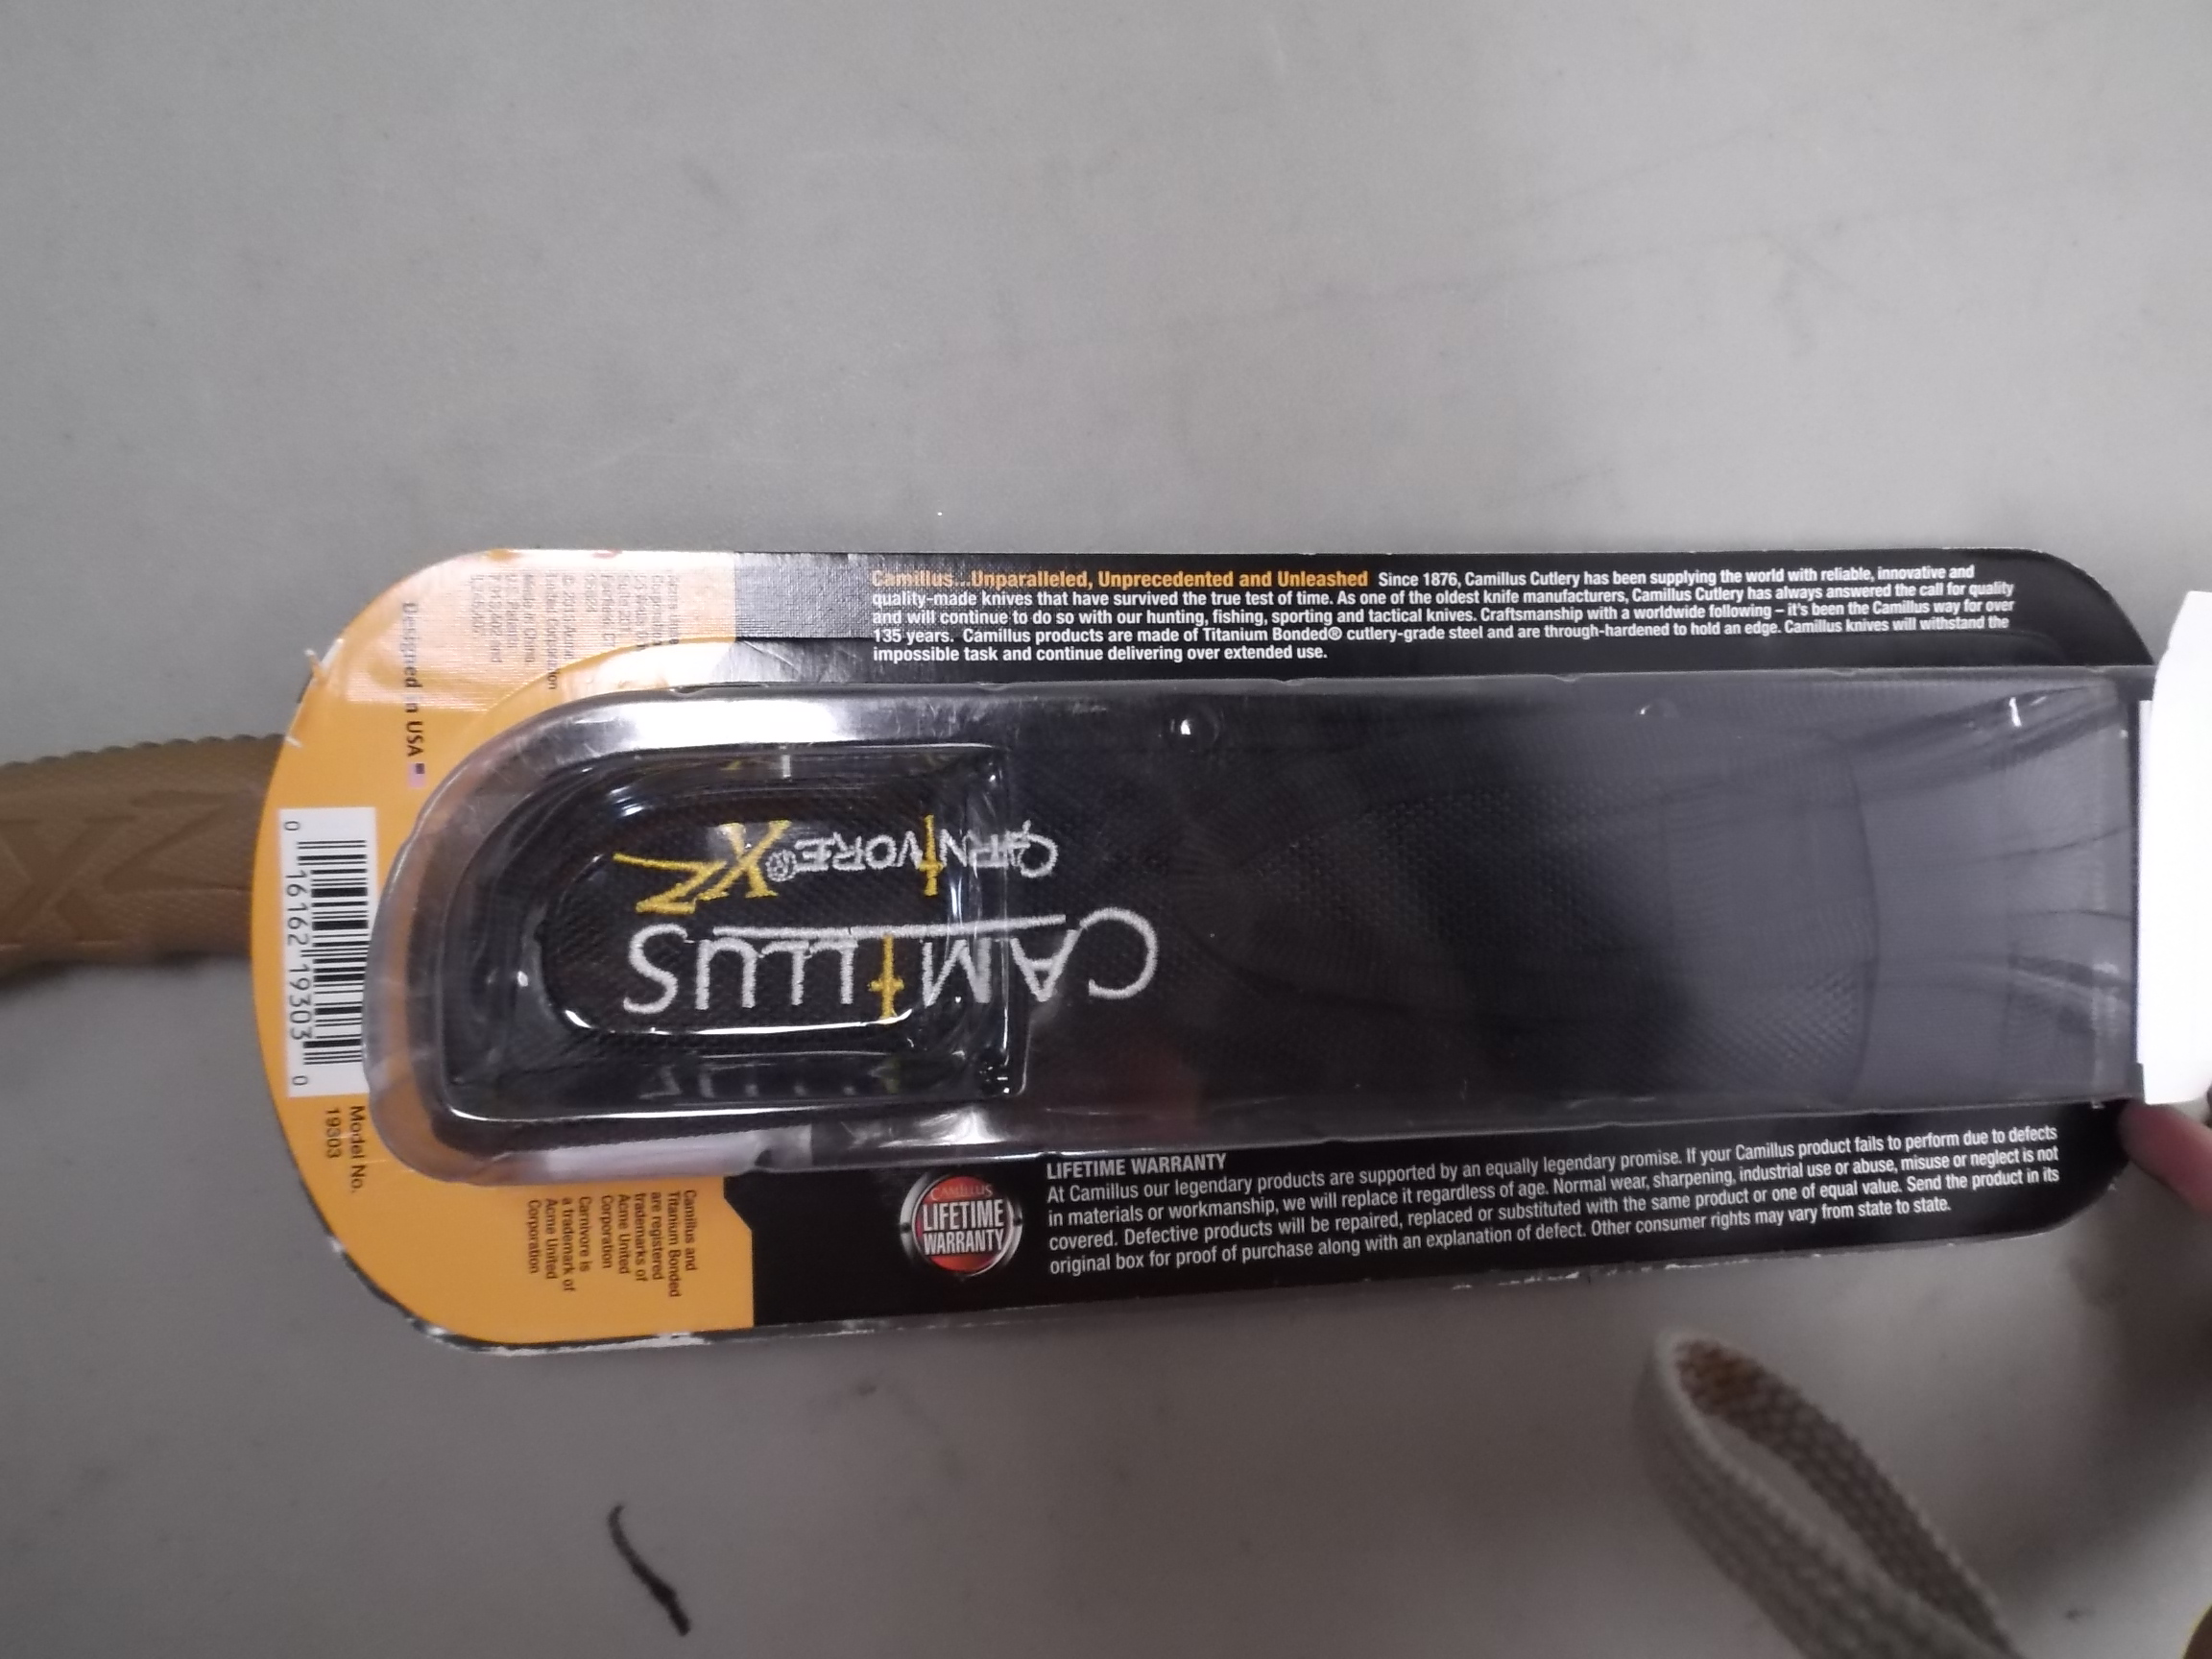 Camillus...Unparalleled, Unprecedented and Unleashed Since 1876, Camillus Cutlery has been supplying the world with reliable, innovative and
quality-made knives that have survived the true test of time. As one of the oldest knife manufacturers, Camillus Cutlery has always answered the call for quality
and will continue to do so with our hunting, fishing, sporting and tactical knives. Craftsmanship with a worldwide following – it's been the Camillus way for over
135 years. Camillus products are made of Titanium Bonded® cutlery-grade steel and are through-hardened to hold an edge. Camillus knives will withstand the
impossible task and continue delivering over extended use.
CAMILLUS
CARNIVORE® X
CAMILLUS
LIFETIME
WARRANTY
LIFETIME WARRANTY
At Camillus our legendary products are supported by an equally legendary promise. If your Camillus product fails to perform due to defects
in materials or workmanship, we will replace it regardless of age. Normal wear, sharpening, industrial use or abuse, misuse or neglect is not
covered. Defective products will be repaired, replaced or substituted with the same product or one of equal value. Send the product in its
original box for proof of purchase along with an explanation of defect. Other consumer rights may vary from state to state.
Designed in USA
0 16162 19303 0
Model No.
19303
Camillus and
Titanium Bonded
are registered
trademarks of
Acme United
Corporation
Carnivore is
a trademark of
Acme United
Corporation